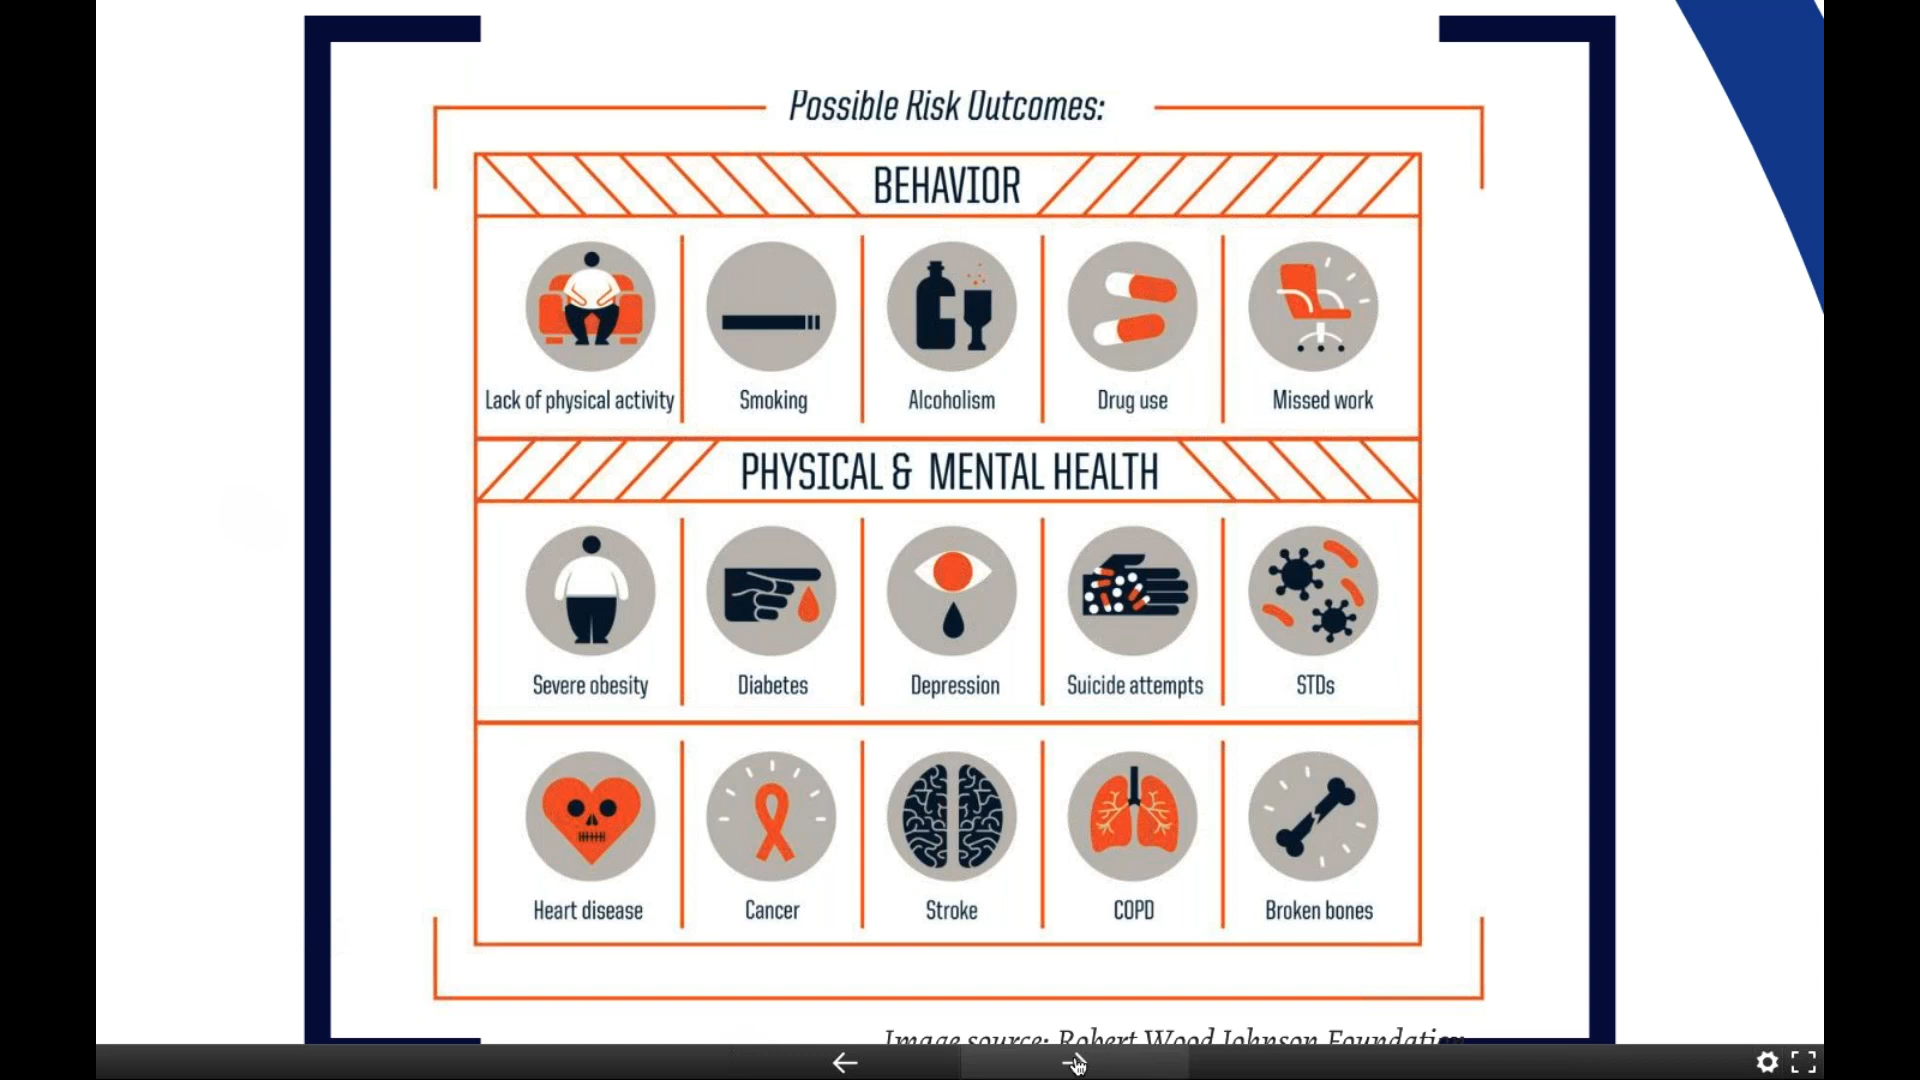 Possible Risk Outcomes:
BEHAVIOR
Lack of physical activity
Smoking
Alcoholism
Drug use
Missed work
PHYSICAL & MENTAL HEALTH
Severe obesity
Diabetes
Depression
Suicide attempts
STDs
Heart disease
Cancer
Stroke
COPD
Broken bones
Image source: Robert Wood Johnson Foundation